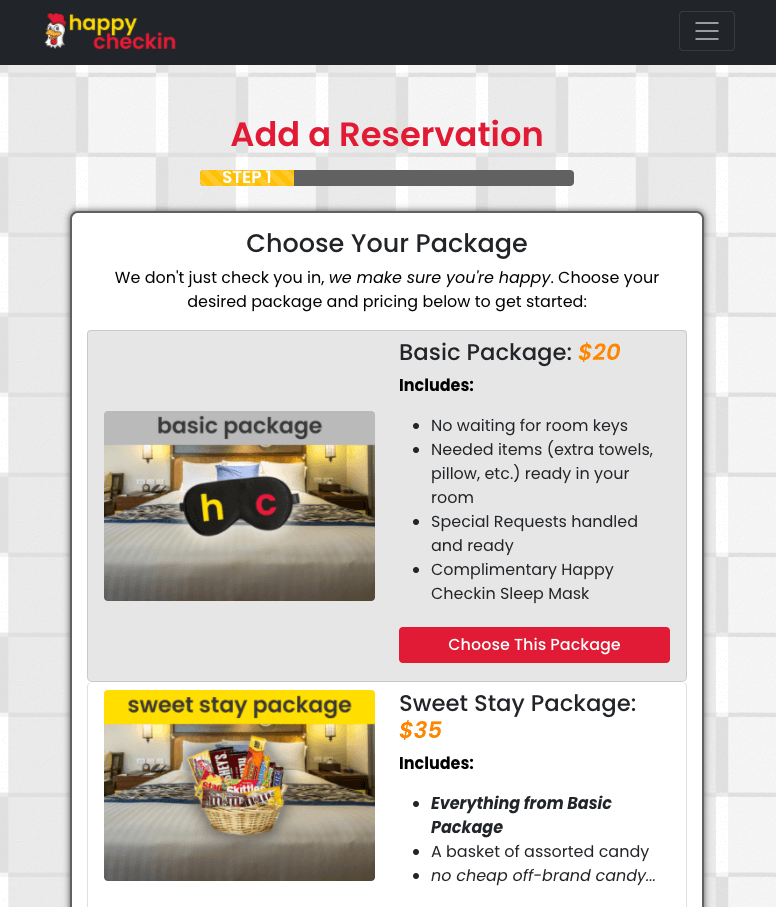 happy
checkin
Add a Reservation
STEP 1
Choose Your Package
We don't just check you in, we make sure you're happy. Choose your
desired package and pricing below to get started:
basic package
h c
Basic Package: $20
Includes:
No waiting for room keys
Needed items (extra towels,
pillow, etc.) ready in your
room
Special Requests handled
and ready
Complimentary Happy
Checkin Sleep Mask
Choose This Package
sweet stay package
Skittles
Sweet Stay Package:
$35
Includes:
Everything from Basic
Package
A basket of assorted candy
no cheap off-brand candy...